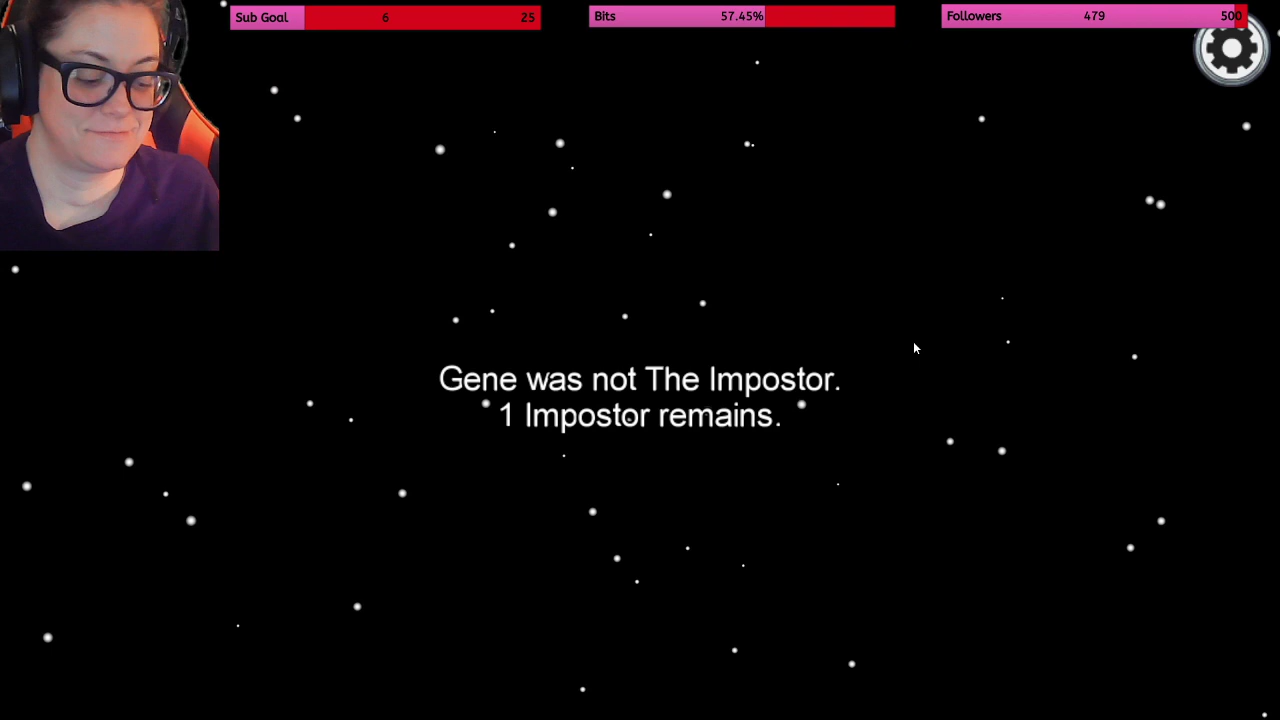 Sub Goal 6 25
Bits 57.45%
Followers 479 500
Gene was not The Impostor.
1 Impostor remains.